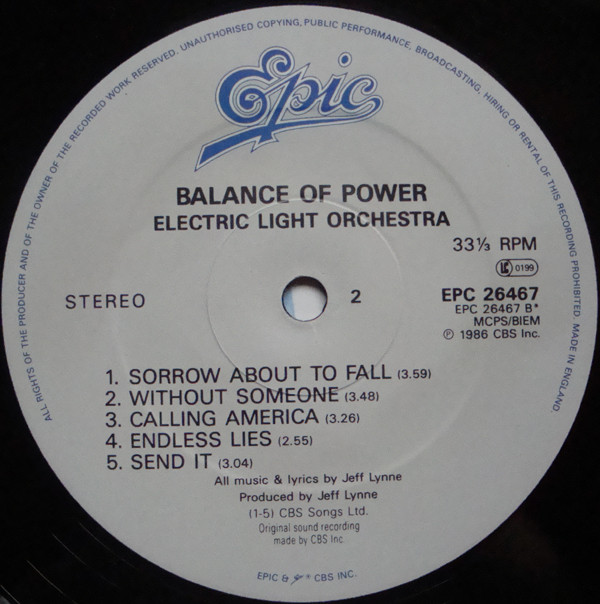 ALL RIGHTS OF THE PRODUCER AND OF THE OWNER OF THE RECORDED WORK RESERVED. UNAUTHORISED COPYING, PUBLIC PERFORMANCE, BROADCASTING, HIRING OR RENTAL OF THIS RECORDING PROHIBITED. MADE IN ENGLAND.
Epic
BALANCE OF POWER
ELECTRIC LIGHT ORCHESTRA
33⅓ RPM
LC 0199
STEREO
2
EPC 26467
EPC 26467 B*
MCPS/BIEM
℗ 1986 CBS Inc.
1. SORROW ABOUT TO FALL (3.59)
2. WITHOUT SOMEONE (3.48)
3. CALLING AMERICA (3.26)
4. ENDLESS LIES (2.55)
5. SEND IT (3.04)
All music & lyrics by Jeff Lynne
Produced by Jeff Lynne
(1-5) CBS Songs Ltd.
Original sound recording
made by CBS Inc.
EPIC & ® CBS INC.